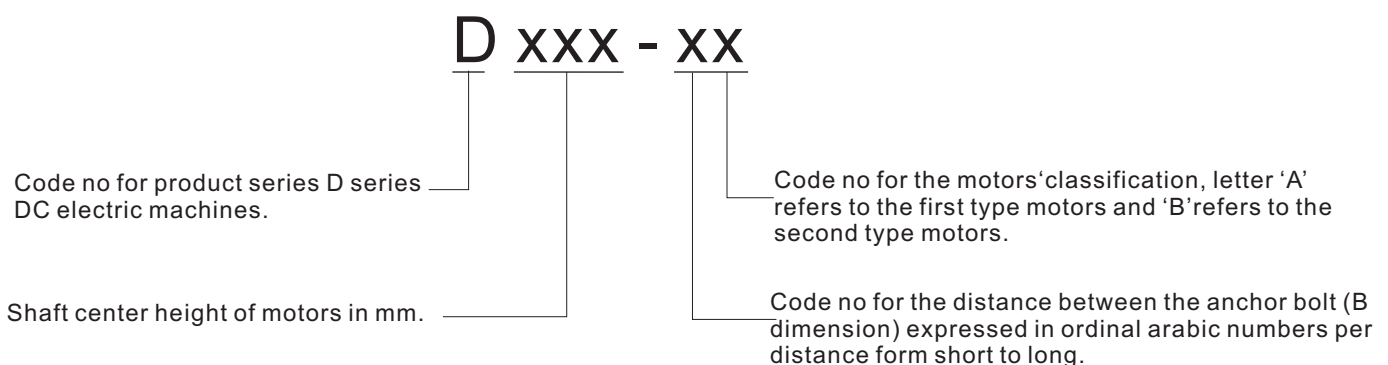 D xxx - xx
Code no for product series D series
DC electric machines.
Shaft center height of motors in mm.
Code no for the motors‘classification, letter ‘A’
refers to the first type motors and ‘B’refers to the
second type motors.
Code no for the distance between the anchor bolt (B
dimension) expressed in ordinal arabic numbers per
distance form short to long.